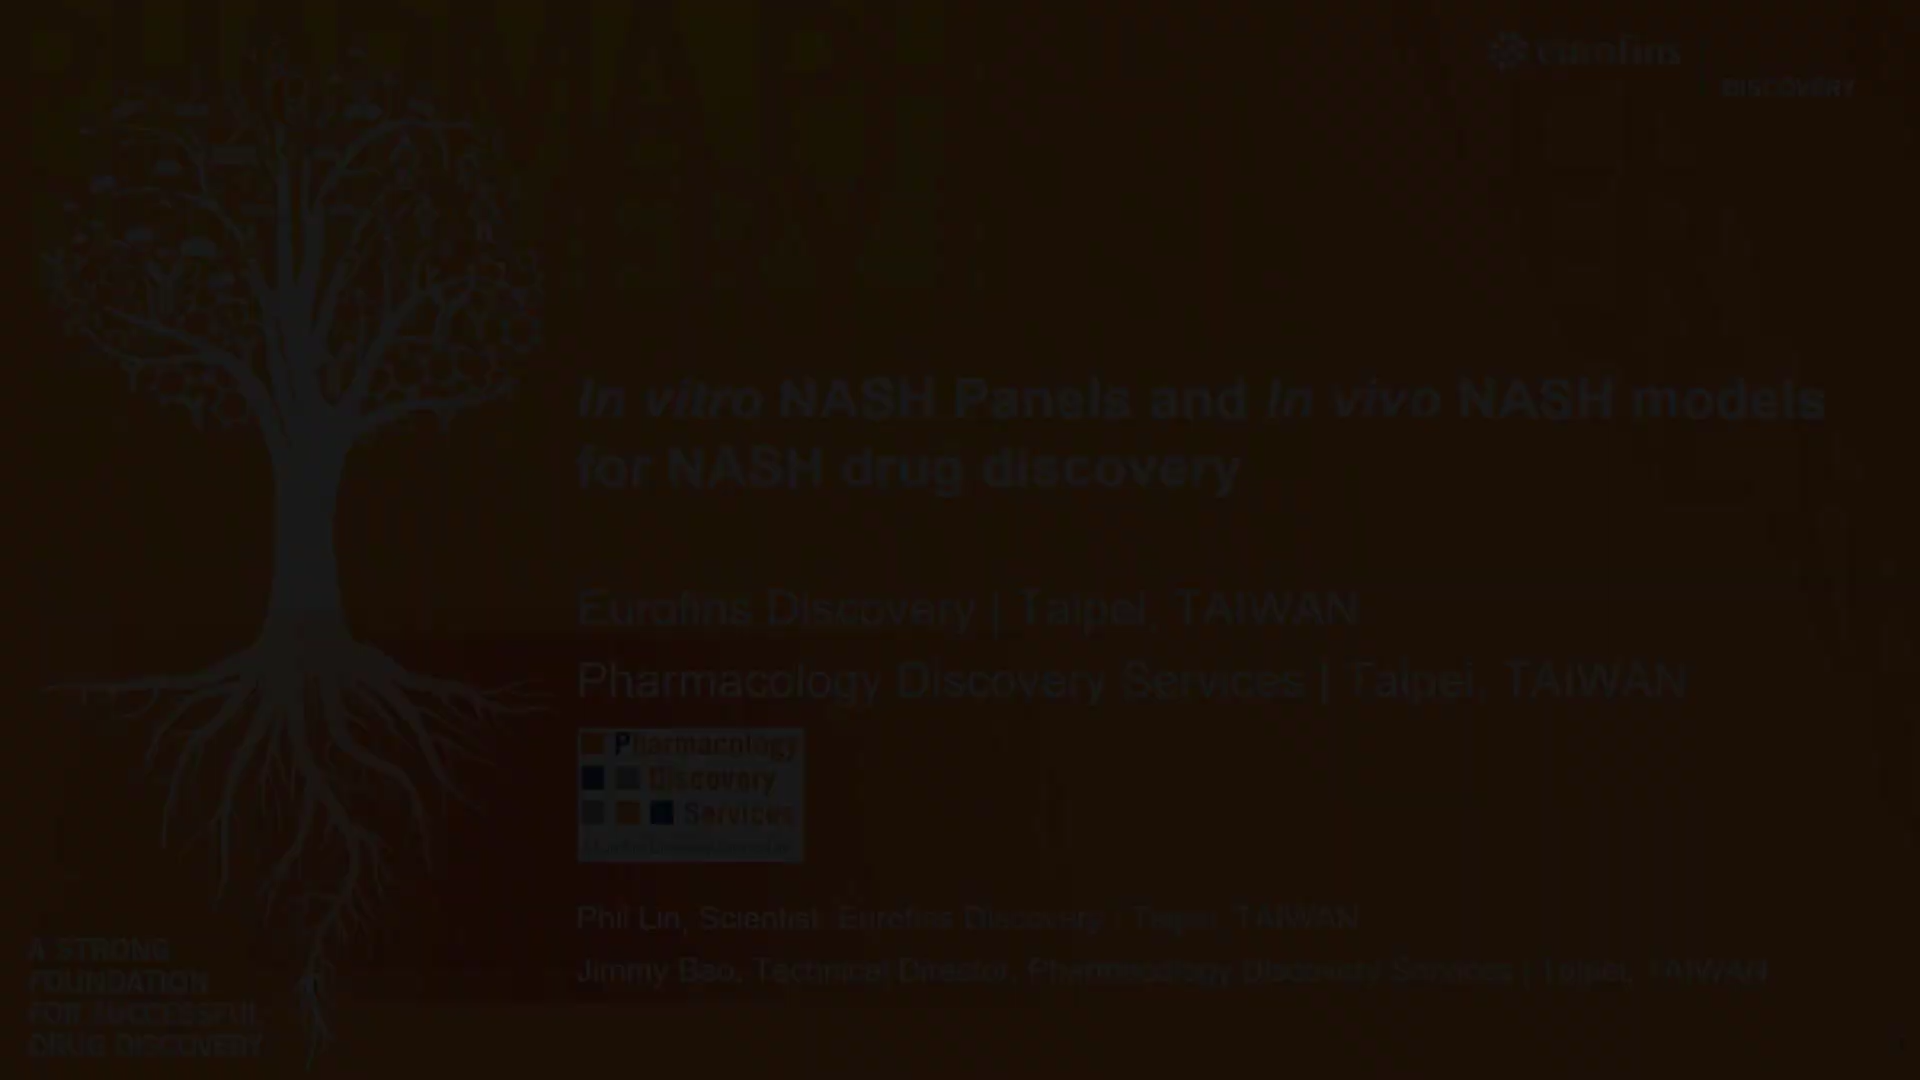 eurofins
DISCOVERY
In vitro NASH Panels and In vivo NASH models
for NASH drug discovery
Eurofins Discovery | Taipei, TAIWAN
Pharmacology Discovery Services | Taipei, TAIWAN
Pharmacology
Discovery
Services
Phil Lin, Scientist, Eurofins Discovery | Taipei, TAIWAN
Jimmy Bao, Technical Director, Pharmacology Discovery Services | Taipei, TAIWAN
A STRONG
FOUNDATION
FOR SUCCESSFUL
DRUG DISCOVERY